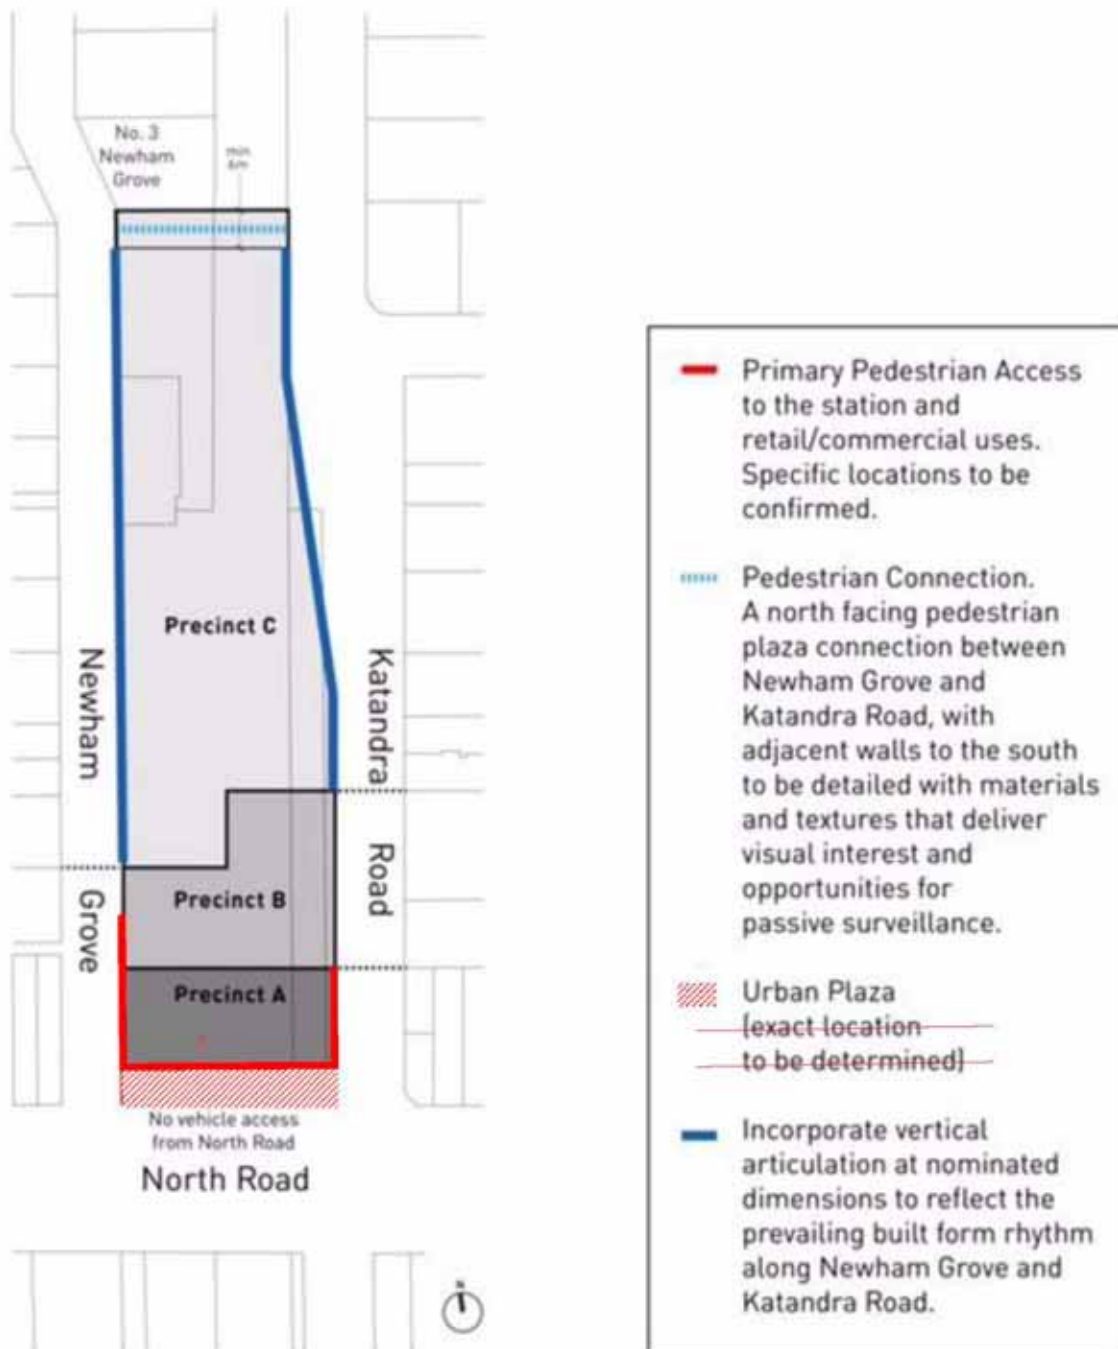 No. 3
Newham
Grove
min
6m
Precinct C
Newham
Grove
Katandra
Road
Precinct B
Precinct A
No vehicle access
from North Road
North Road
N
Primary Pedestrian Access
to the station and
retail/commercial uses.
Specific locations to be
confirmed.
Pedestrian Connection.
A north facing pedestrian
plaza connection between
Newham Grove and
Katandra Road, with
adjacent walls to the south
to be detailed with materials
and textures that deliver
visual interest and
opportunities for
passive surveillance.
Urban Plaza
(exact location
to be determined)
Incorporate vertical
articulation at nominated
dimensions to reflect the
prevailing built form rhythm
along Newham Grove and
Katandra Road.